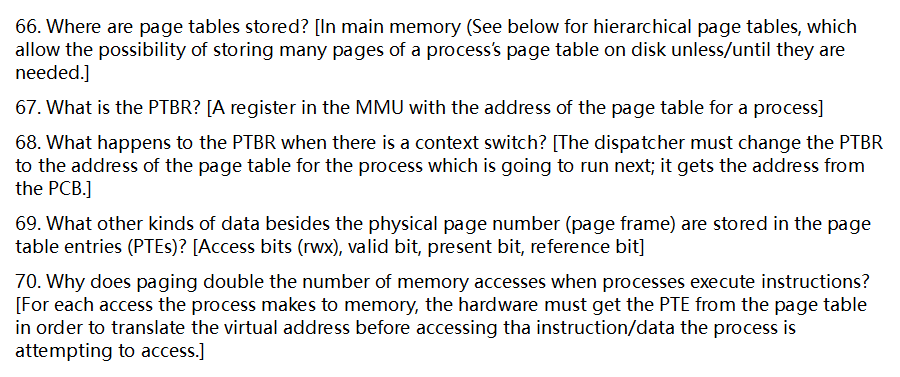 66. Where are page tables stored? [In main memory (See below for hierarchical page tables, which
allow the possibility of storing many pages of a process's page table on disk unless/until they are
needed.]
67. What is the PTBR? [A register in the MMU with the address of the page table for a process]
68. What happens to the PTBR when there is a context switch? [The dispatcher must change the PTBR
to the address of the page table for the process which is going to run next; it gets the address from
the PCB.]
69. What other kinds of data besides the physical page number (page frame) are stored in the page
table entries (PTEs)? [Access bits (rwx), valid bit, present bit, reference bit]
70. Why does paging double the number of memory accesses when processes execute instructions?
[For each access the process makes to memory, the hardware must get the PTE from the page table
in order to translate the virtual address before accessing tha instruction/data the process is
attempting to access.]